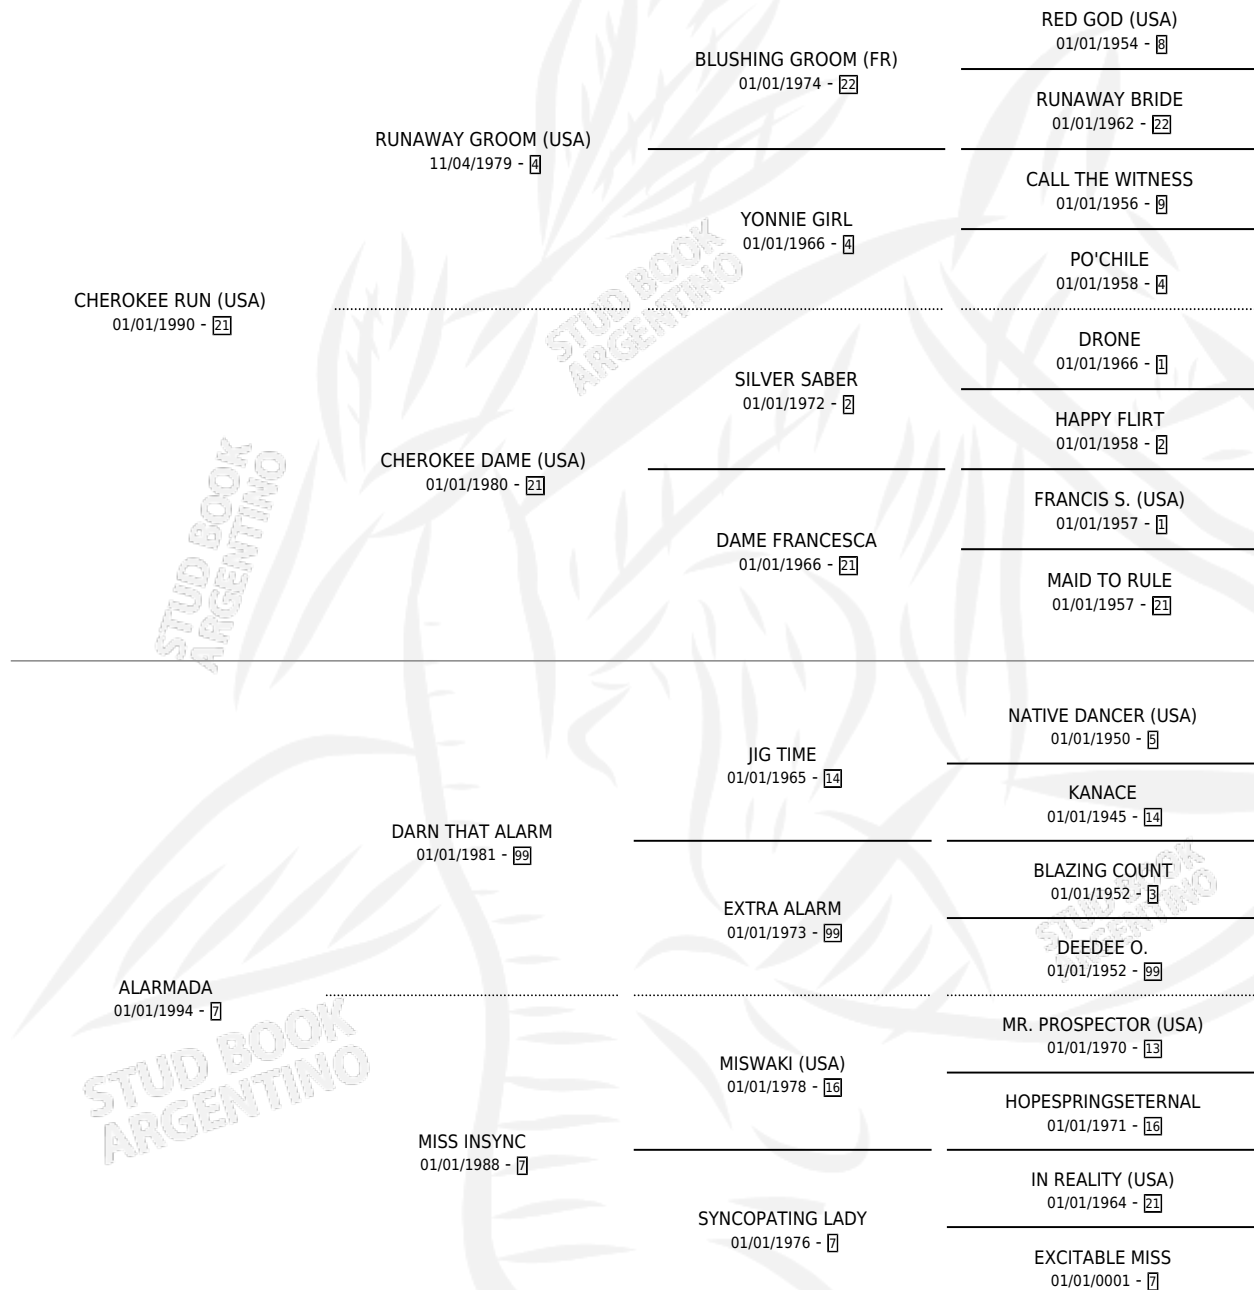 RED GOD (USA)
01/01/1954 - 8
BLUSHING GROOM (FR)
01/01/1974 - 22
RUNAWAY BRIDE
01/01/1962 - 22
RUNAWAY GROOM (USA)
11/04/1979 - 4
CALL THE WITNESS
01/01/1956 - 9
YONNIE GIRL
01/01/1966 - 4
PO'CHILE
01/01/1958 - 4
CHEROKEE RUN (USA)
01/01/1990 - 21
DRONE
01/01/1966 - 1
SILVER SABER
01/01/1972 - 2
HAPPY FLIRT
01/01/1958 - 2
CHEROKEE DAME (USA)
01/01/1980 - 21
FRANCIS S. (USA)
01/01/1957 - 1
DAME FRANCESCA
01/01/1966 - 21
MAID TO RULE
01/01/1957 - 21
STUD BOOK
ARGENTINO
STUD BOOK
ARGENTINO
NATIVE DANCER (USA)
01/01/1950 - 5
JIG TIME
01/01/1965 - 14
KANACE
01/01/1945 - 14
DARN THAT ALARM
01/01/1981 - 99
BLAZING COUNT
01/01/1952 - 3
EXTRA ALARM
01/01/1973 - 99
DEEDEE O.
01/01/1952 - 99
ALARMADA
01/01/1994 - 7
MR. PROSPECTOR (USA)
01/01/1970 - 13
MISWAKI (USA)
01/01/1978 - 16
HOPESPRINGSETERNAL
01/01/1971 - 16
MISS INSYNC
01/01/1988 - 7
IN REALITY (USA)
01/01/1964 - 21
SYNCOPATING LADY
01/01/1976 - 7
EXCITABLE MISS
01/01/0001 - 7
STUD BOOK
ARGENTINO
STUD BOOK
ARGENTINO